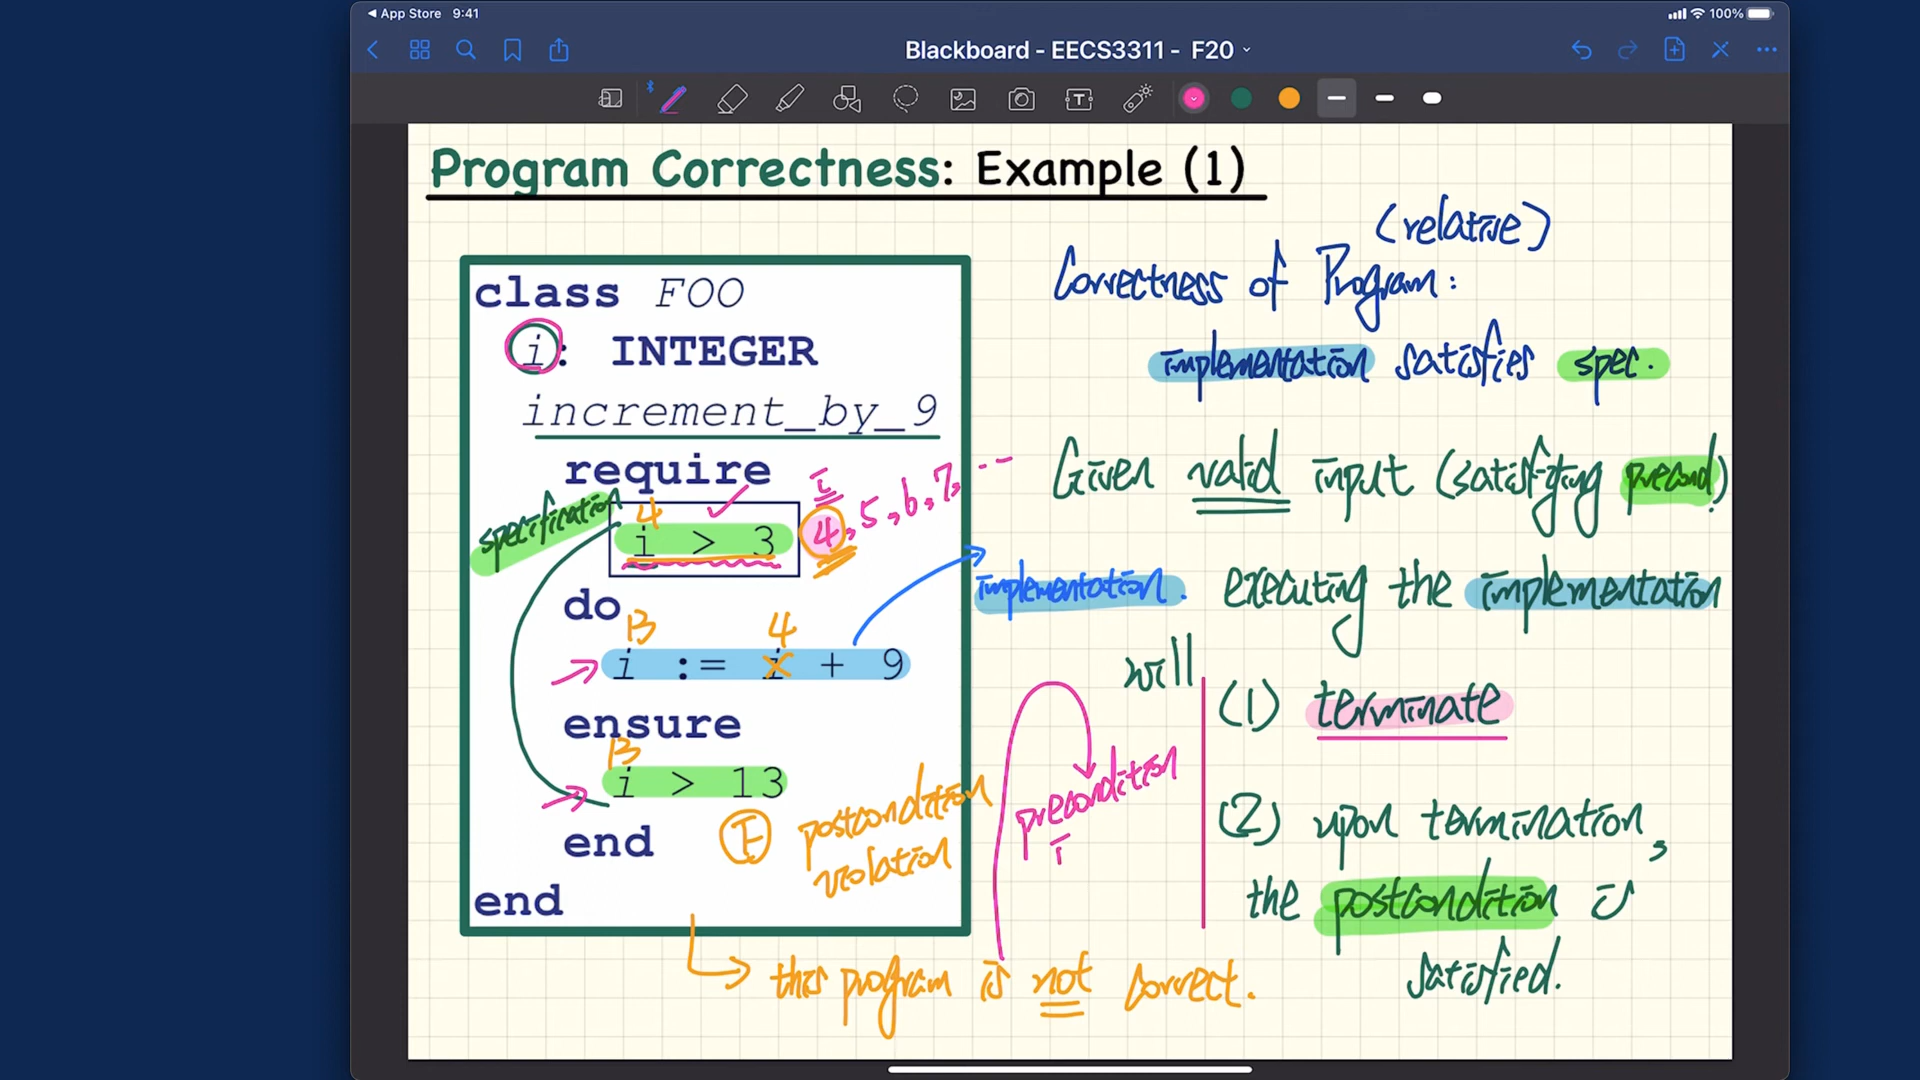 App Store 9:41
100%
Blackboard - EECS3311 - F20
T
Program Correctness: Example (1)
(relative)
Correctness of Program:
implementation satisfies spec.
class FOO
i: INTEGER
increment_by_9
require
specification
4
i > 3
i
4, 5, 6, 7, ...
do
13 4
i := i + 9
implementation.
ensure
13
i > 13
F postcondition
violation
end
end
this program is not correct.
Given valid input (satisfying precond.)
executing the implementation
will
(1) terminate
(2) upon termination,
the postcondition is
satisfied.
precondition